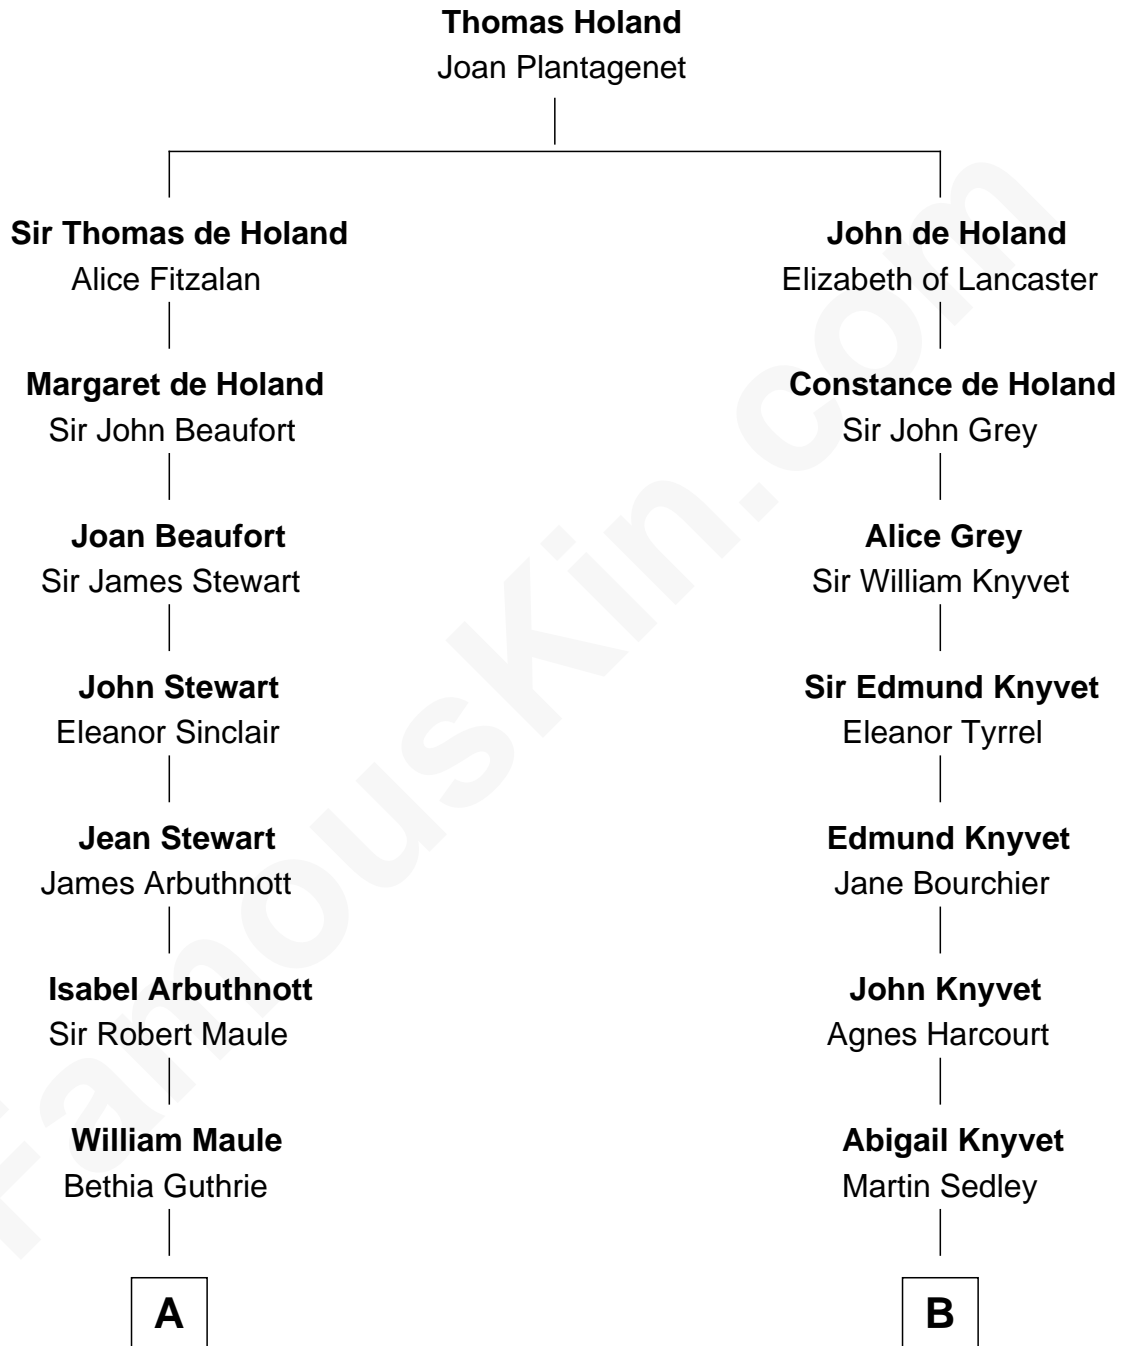 Thomas Holand
Joan Plantagenet
Sir Thomas de Holand
Alice Fitzalan
John de Holand
Elizabeth of Lancaster
Margaret de Holand
Sir John Beaufort
Constance de Holand
Sir John Grey
Joan Beaufort
Sir James Stewart
Alice Grey
Sir William Knyvet
John Stewart
Eleanor Sinclair
Sir Edmund Knyvet
Eleanor Tyrrel
Jean Stewart
James Arbuthnott
Edmund Knyvet
Jane Bourchier
Isabel Arbuthnott
Sir Robert Maule
John Knyvet
Agnes Harcourt
William Maule
Bethia Guthrie
Abigail Knyvet
Martin Sedley
A
B
FamousKin.com